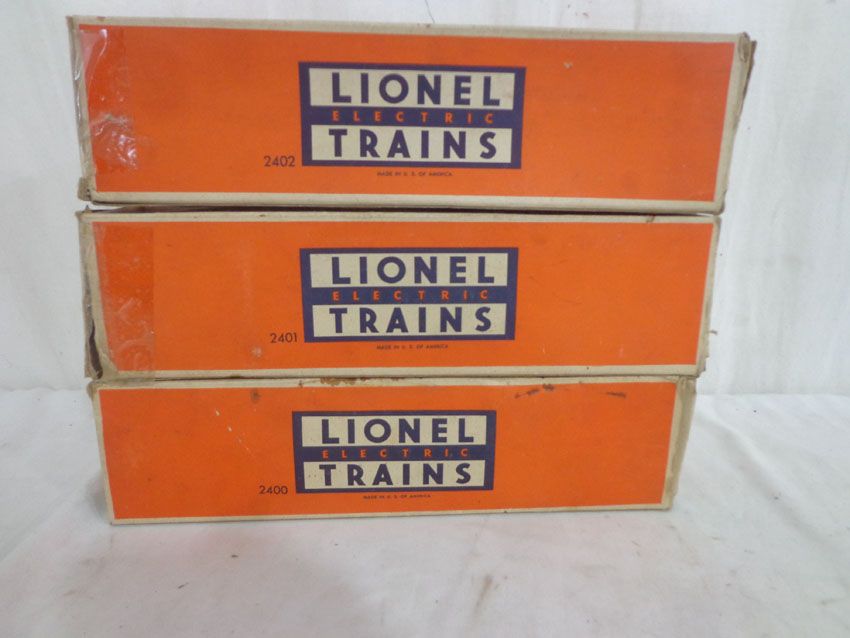 LIONEL
ELECTRIC
2402 TRAINS
MADE IN U. S. OF AMERICA
LIONEL
ELECTRIC
2401 TRAINS
MADE IN U. S. OF AMERICA
LIONEL
ELECTRIC
2400 TRAINS
MADE IN U. S. OF AMERICA